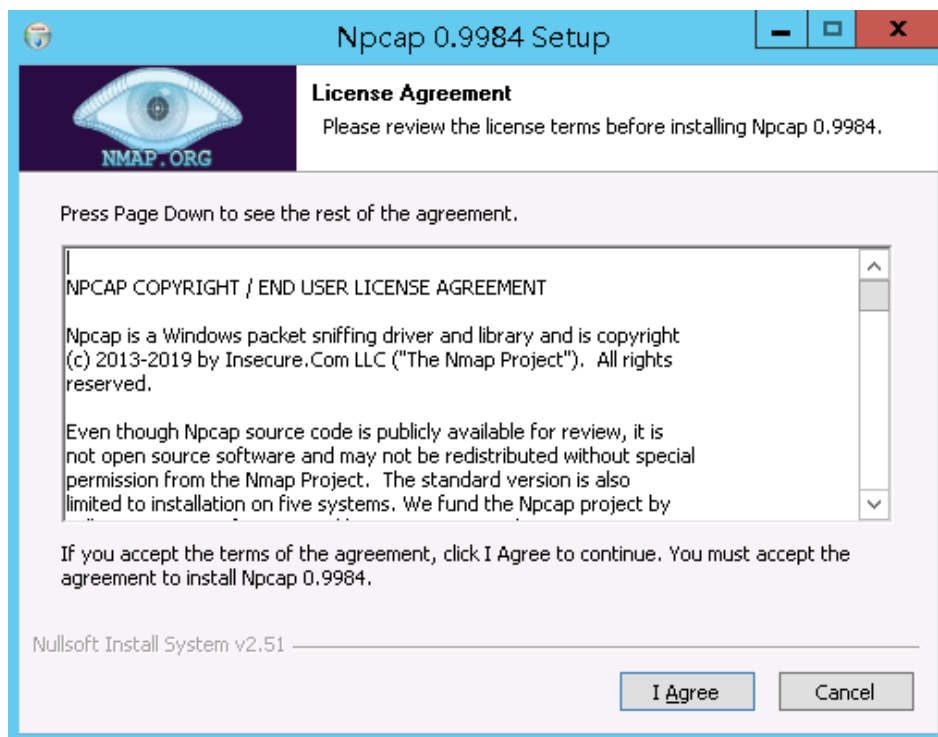 Npcap 0.9984 Setup
NMAP.ORG
License Agreement
Please review the license terms before installing Npcap 0.9984.
Press Page Down to see the rest of the agreement.
NPCAP COPYRIGHT / END USER LICENSE AGREEMENT
Npcap is a Windows packet sniffing driver and library and is copyright
(c) 2013-2019 by Insecure.Com LLC ("The Nmap Project").  All rights
reserved.
Even though Npcap source code is publicly available for review, it is
not open source software and may not be redistributed without special
permission from the Nmap Project.  The standard version is also
limited to installation on five systems. We fund the Npcap project by
If you accept the terms of the agreement, click I Agree to continue. You must accept the
agreement to install Npcap 0.9984.
Nullsoft Install System v2.51
I Agree
Cancel